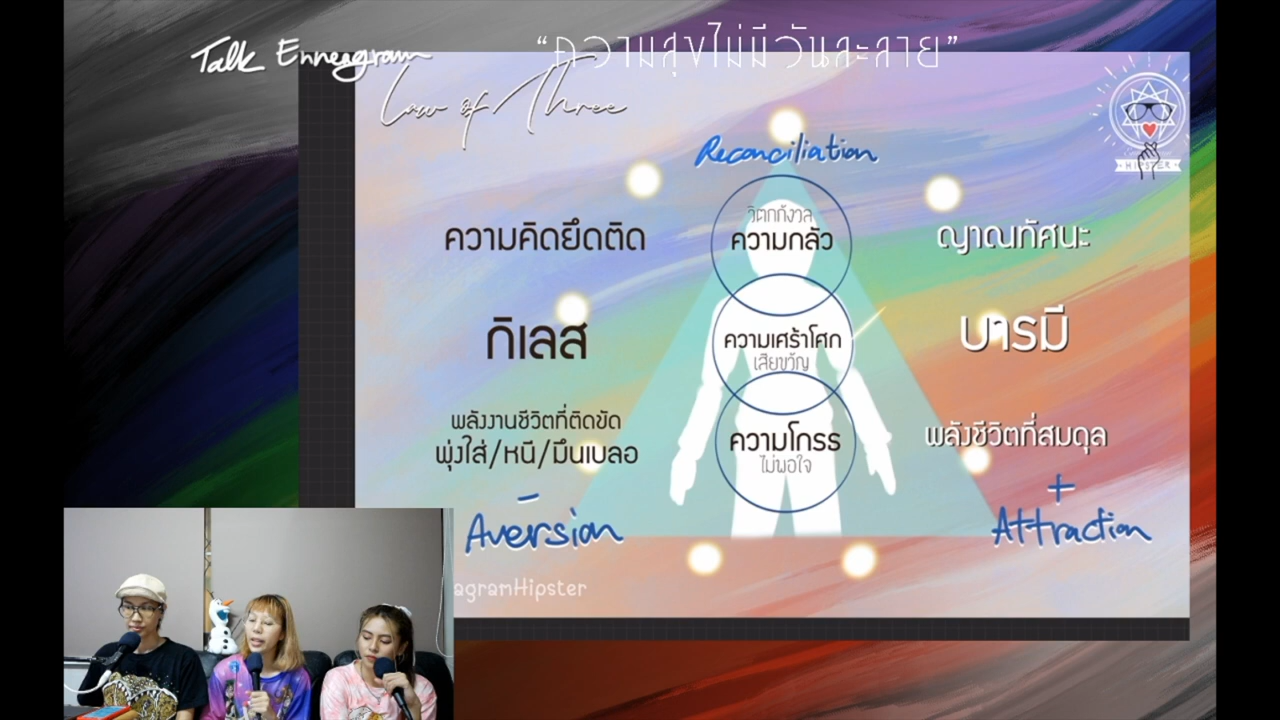 Talk Enneagram
“ความสุขไม่มีวันละลาย”
Law of Three
Reconciliation
HIPSTER
วิตกกังวล
ความคิดยึดติด
ความกลัว
ญาณทัศนะ
กิเลส
ความเศร้าโศก
เสียขวัญ
บารมี
พลังงานชีวิตที่ติดขัด
พุ่งใส่/หนี/มึนเบลอ
ความโกรธ
ไม่พอใจ
พลังชีวิตที่สมดุล
-
Aversion
+
Attraction
agramHipster